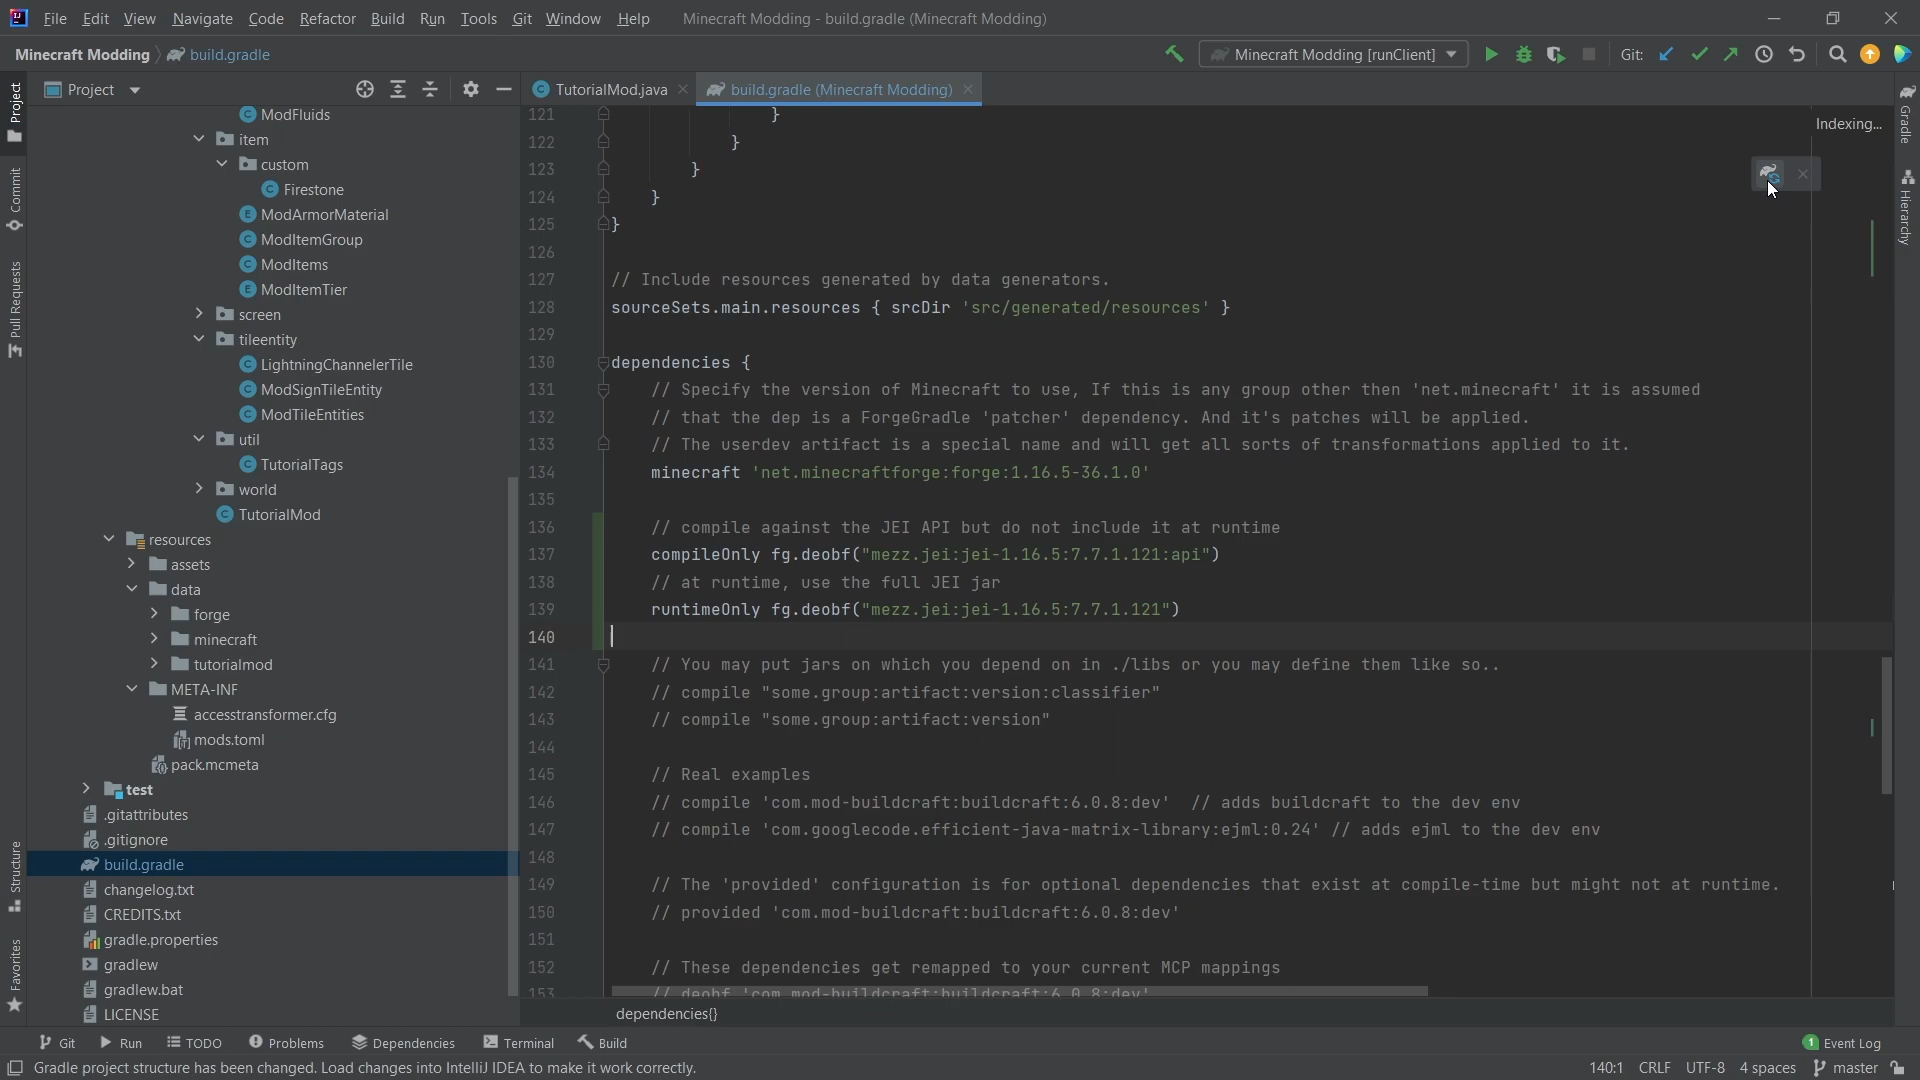 File Edit View Navigate Code Refactor Build Run Tools Git Window Help Minecraft Modding - build.gradle (Minecraft Modding)
Minecraft Modding build.gradle Minecraft Modding [runClient] Git:
Project TutorialMod.java build.gradle (Minecraft Modding)
Project
Commit
Pull Requests
Structure
Favorites
ModFluids
item
custom
Firestone
ModArmorMaterial
ModItemGroup
ModItems
ModItemTier
screen
tileentity
LightningChannelerTile
ModSignTileEntity
ModTileEntities
util
TutorialTags
world
TutorialMod
resources
assets
data
forge
minecraft
tutorialmod
META-INF
accesstransformer.cfg
mods.toml
pack.mcmeta
test
.gitattributes
.gitignore
build.gradle
changelog.txt
CREDITS.txt
gradle.properties
gradlew
gradlew.bat
LICENSE
Indexing...
121 }
122 }
123 }
124 }
125 }
126
127 // Include resources generated by data generators.
128 sourceSets.main.resources { srcDir 'src/generated/resources' }
129
130 dependencies {
131 // Specify the version of Minecraft to use, If this is any group other then 'net.minecraft' it is assumed
132 // that the dep is a ForgeGradle 'patcher' dependency. And it's patches will be applied.
133 // The userdev artifact is a special name and will get all sorts of transformations applied to it.
134 minecraft 'net.minecraftforge:forge:1.16.5-36.1.0'
135
136 // compile against the JEI API but do not include it at runtime
137 compileOnly fg.deobf("mezz.jei:jei-1.16.5:7.7.1.121:api")
138 // at runtime, use the full JEI jar
139 runtimeOnly fg.deobf("mezz.jei:jei-1.16.5:7.7.1.121")
140
141 // You may put jars on which you depend on in ./libs or you may define them like so..
142 // compile "some.group:artifact:version:classifier"
143 // compile "some.group:artifact:version"
144
145 // Real examples
146 // compile 'com.mod-buildcraft:buildcraft:6.0.8:dev' // adds buildcraft to the dev env
147 // compile 'com.googlecode.efficient-java-matrix-library:ejml:0.24' // adds ejml to the dev env
148
149 // The 'provided' configuration is for optional dependencies that exist at compile-time but might not at runtime.
150 // provided 'com.mod-buildcraft:buildcraft:6.0.8:dev'
151
152 // These dependencies get remapped to your current MCP mappings
153 // deobf 'com.mod-buildcraft:buildcraft:6.0.8:dev'
dependencies{}
Gradle
Hierarchy
Git Run TODO Problems Dependencies Terminal Build 1 Event Log
Gradle project structure has been changed. Load changes into IntelliJ IDEA to make it work correctly. 140:1 CRLF UTF-8 4 spaces master